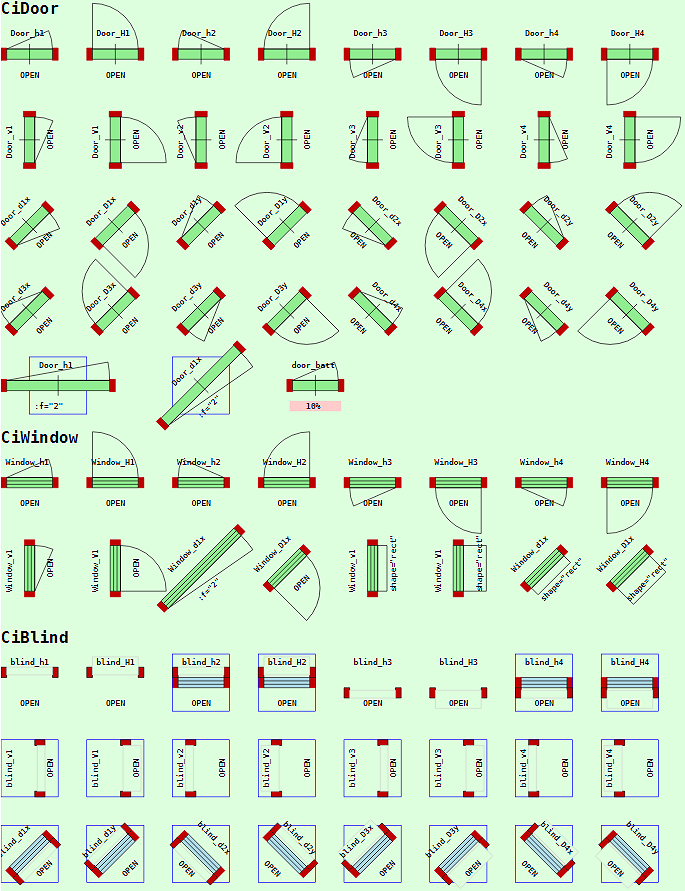 CiDoor
Door_h1 Door_H1 Door_h2 Door_H2 Door_h3 Door_H3 Door_h4 Door_H4
OPEN OPEN OPEN OPEN OPEN OPEN OPEN OPEN
Door_v1 OPEN Door_V1 OPEN Door_v2 OPEN Door_V2 OPEN Door_v3 OPEN Door_V3 OPEN Door_v4 OPEN Door_V4 OPEN
Door_d1x Door_D1x Door_d1y Door_D1y Door_d2x Door_D2x Door_d2y Door_D2y
OPEN OPEN OPEN OPEN OPEN OPEN OPEN OPEN
Door_d3x Door_D3x Door_d3y Door_D3y Door_d4x Door_D4x Door_d4y Door_D4y
OPEN OPEN OPEN OPEN OPEN OPEN OPEN OPEN
Door_h1 Door_d1x door_batt
:f="2" :f="2" 10%
CiWindow
Window_h1 Window_H1 Window_h2 Window_H2 Window_h3 Window_H3 Window_h4 Window_H4
OPEN OPEN OPEN OPEN OPEN OPEN OPEN OPEN
Window_v1 OPEN Window_V1 OPEN Window_d1x :f="2" Window_D1x OPEN Window_v1 shape="rect" Window_V1 shape="rect" Window_d1x shape="rect" Window_D1x shape="rect"
CiBlind
blind_h1 blind_H1 blind_h2 blind_H2 blind_h3 blind_H3 blind_h4 blind_H4
OPEN OPEN OPEN OPEN OPEN OPEN OPEN OPEN
blind_v1 OPEN blind_V1 OPEN blind_v2 OPEN blind_V2 OPEN blind_v3 OPEN blind_V3 OPEN blind_v4 OPEN blind_V4 OPEN
blind_d1x blind_d1y blind_d2x blind_d2y blind_D3x blind_D3y blind_D4x blind_D4y
OPEN OPEN OPEN OPEN OPEN OPEN OPEN OPEN